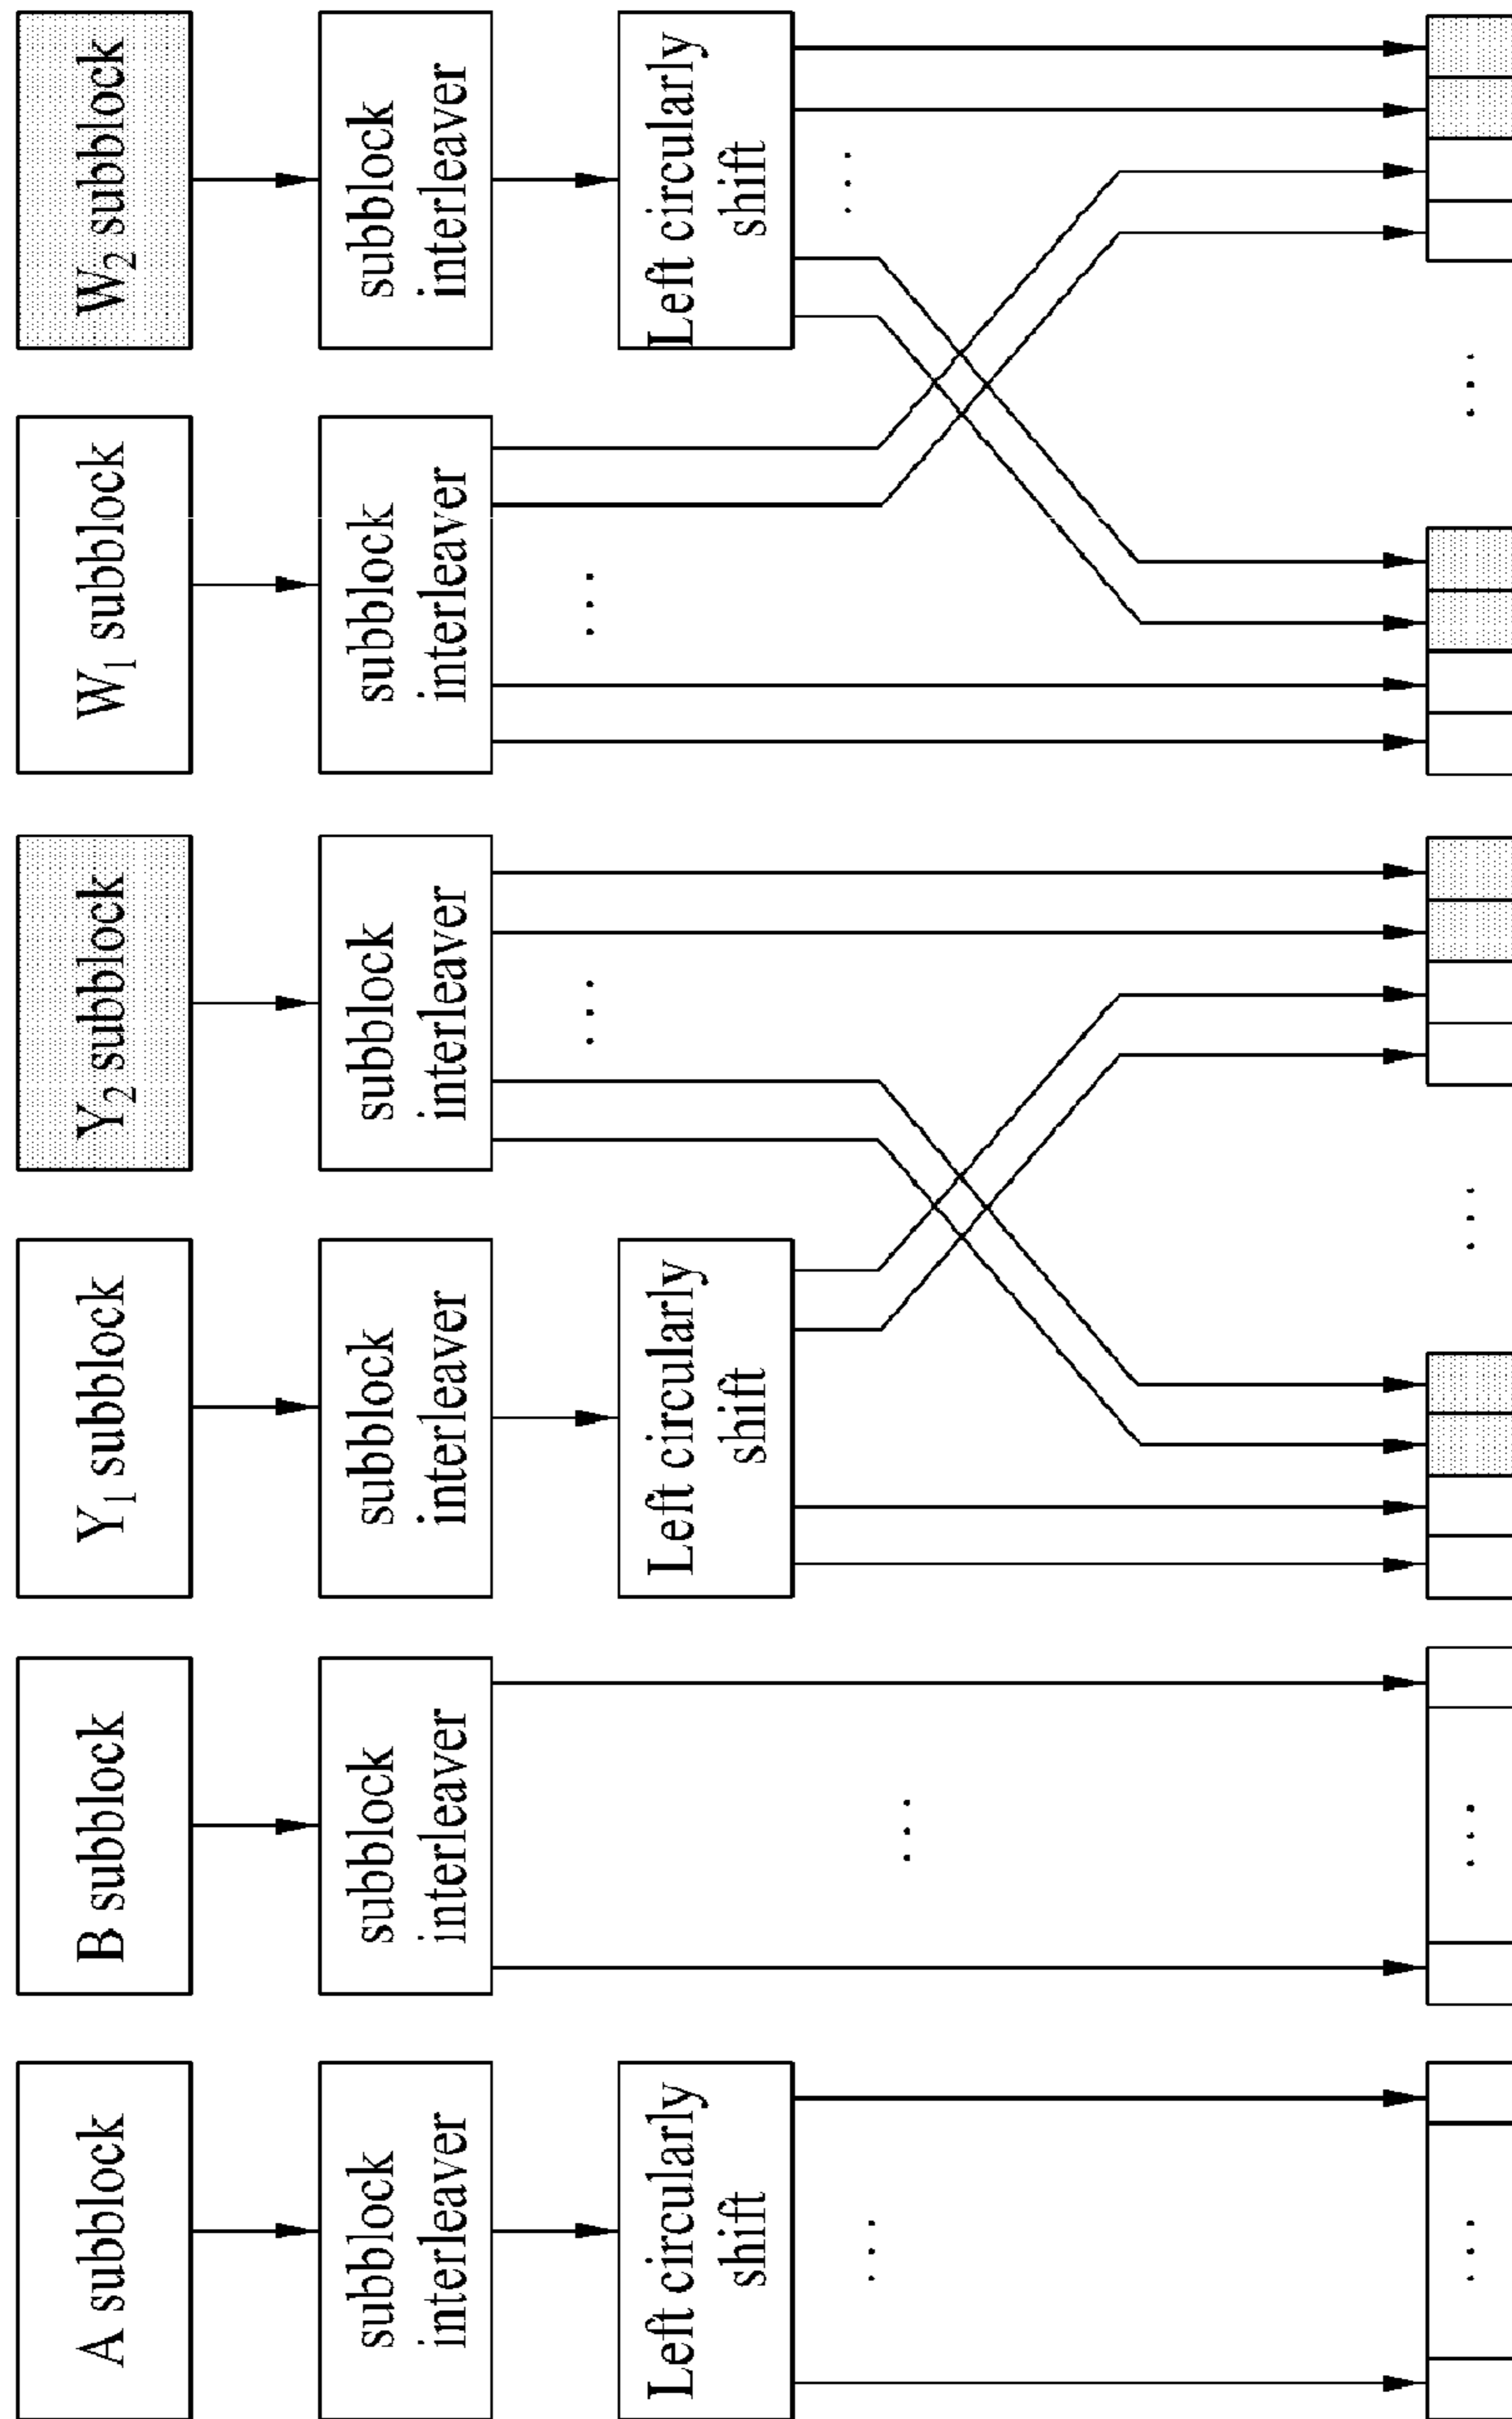 A subblock
B subblock
Y₁ subblock
Y₂ subblock
W₁ subblock
W₂ subblock
subblock
interleaver
subblock
interleaver
subblock
interleaver
subblock
interleaver
subblock
interleaver
subblock
interleaver
Left circularly
shift
Left circularly
shift
Left circularly
shift